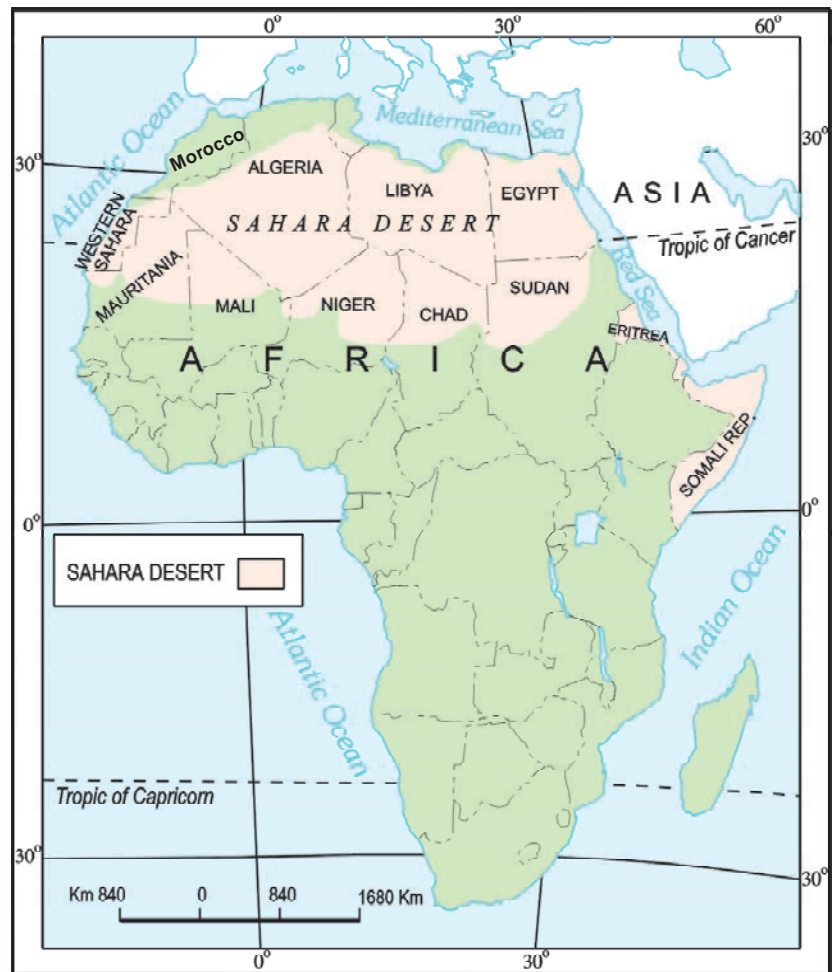 0° 30° 60°
Atlantic Ocean
Mediterranean Sea
Morocco
30° 30°
ALGERIA
LIBYA
EGYPT
ASIA
WESTERN
SAHARA
SAHARA DESERT
Tropic of Cancer
Red Sea
MAURITANIA
MALI
NIGER
CHAD
SUDAN
ERITREA
AFRICA
SOMALI REP.
0° 0°
SAHARA DESERT
Atlantic Ocean
Indian Ocean
Tropic of Capricorn
30° 30°
Km 840 0 840 1680 Km
0° 30°